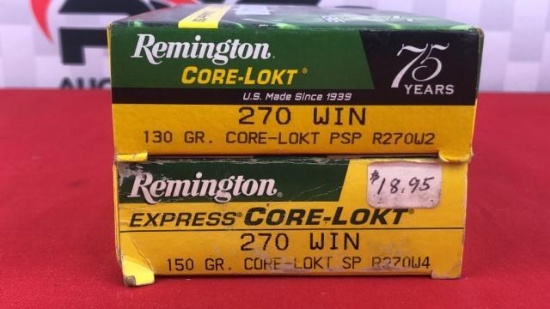 Remington
CORE-LOKT®
75
YEARS
U.S. Made Since 1939
270 WIN
130 GR. CORE-LOKT PSP R270W2
Remington
$18.95
EXPRESS® CORE-LOKT®
270 WIN
150 GR. CORE-LOKT SP R270W4